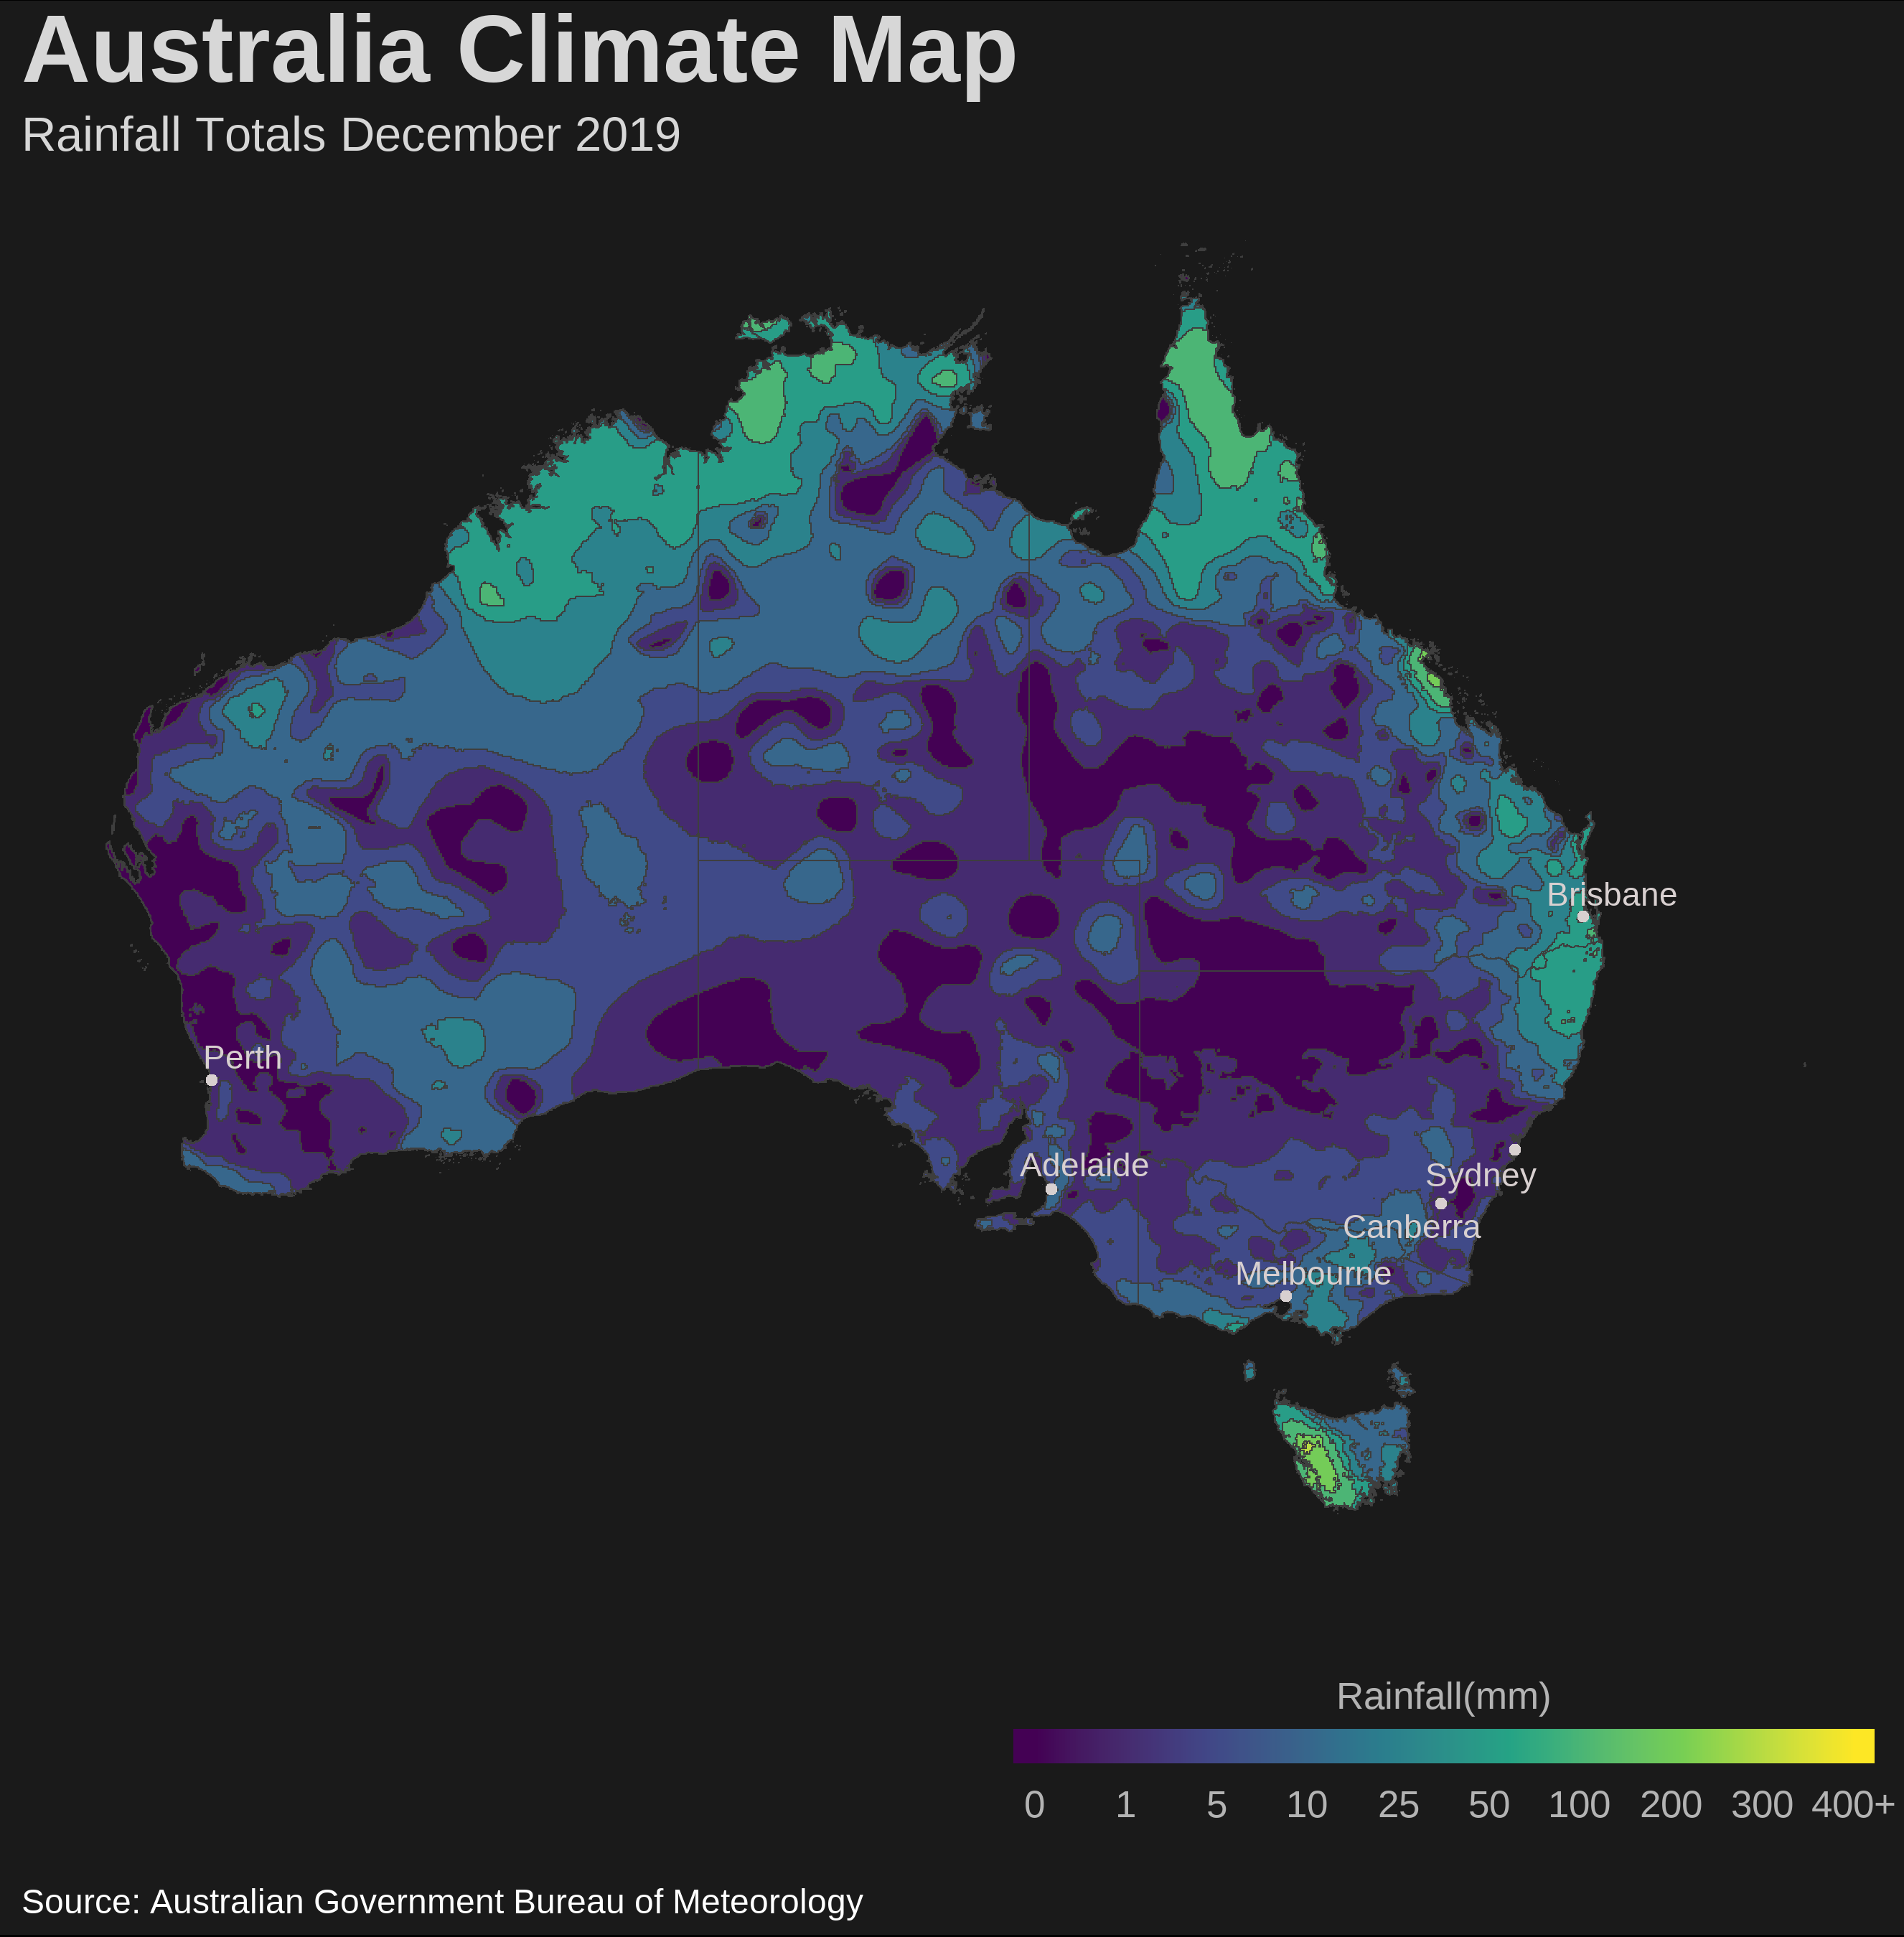 Australia Climate Map
Rainfall Totals December 2019
Brisbane
Perth
Adelaide
Sydney
Canberra
Melbourne
Rainfall(mm)
0 1 5 10 25 50 100 200 300 400+
Source: Australian Government Bureau of Meteorology